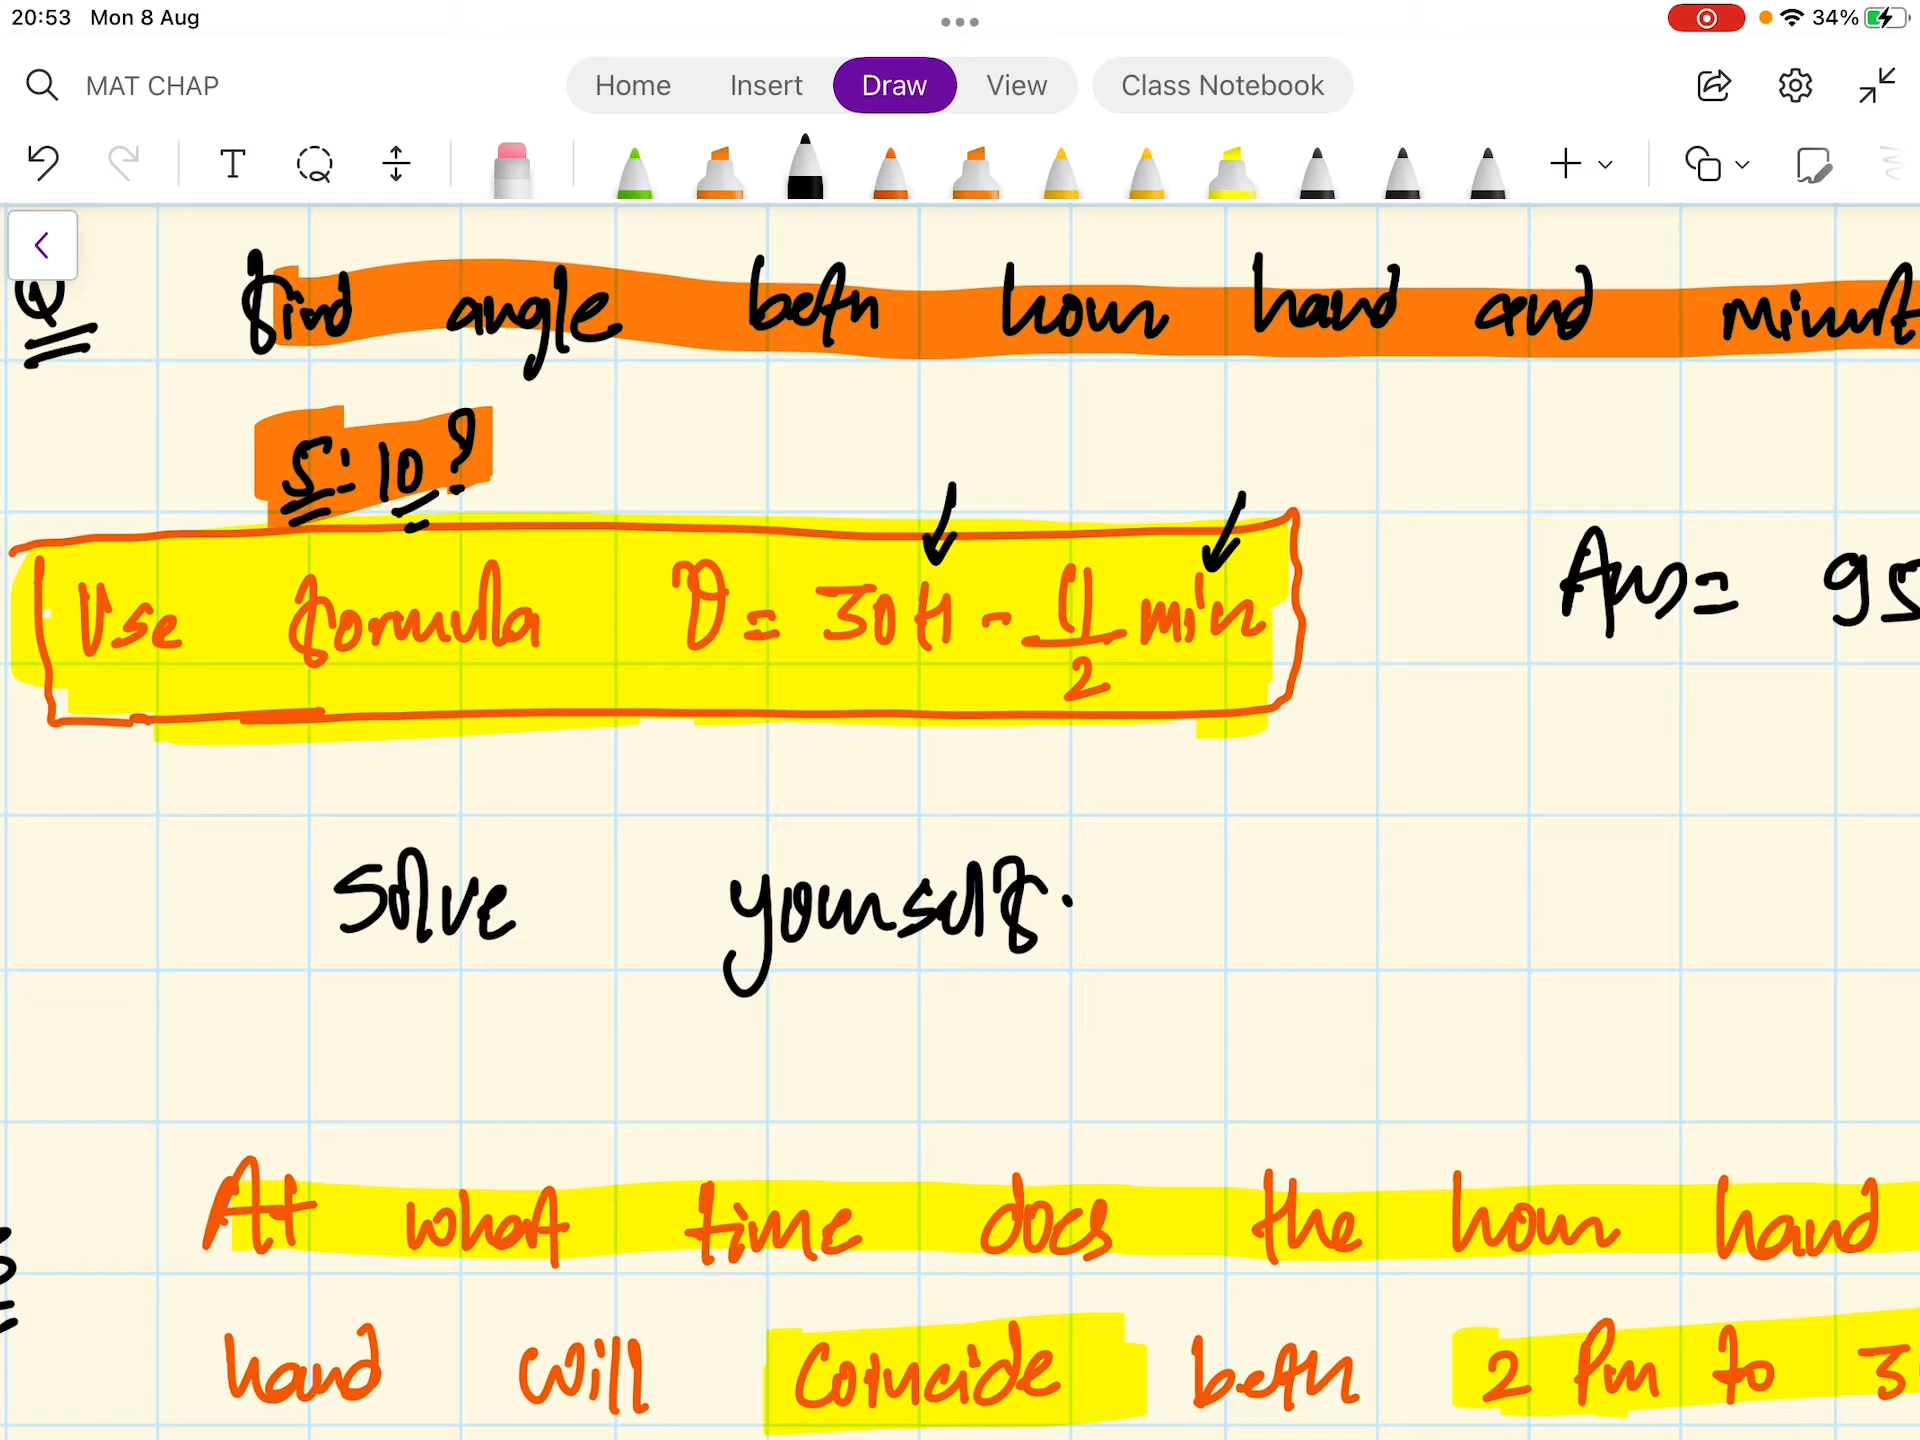 20:53 Mon 8 Aug
34%
MAT CHAP
Home Insert Draw View Class Notebook
T
Q find angle betn hour hand and minut
5:10?
Use formula θ = 30H - 11/2 min
Ans = 95
Solve yourself.
At what time does the hour hand
hand will Coincide betn 2 Pm to 3